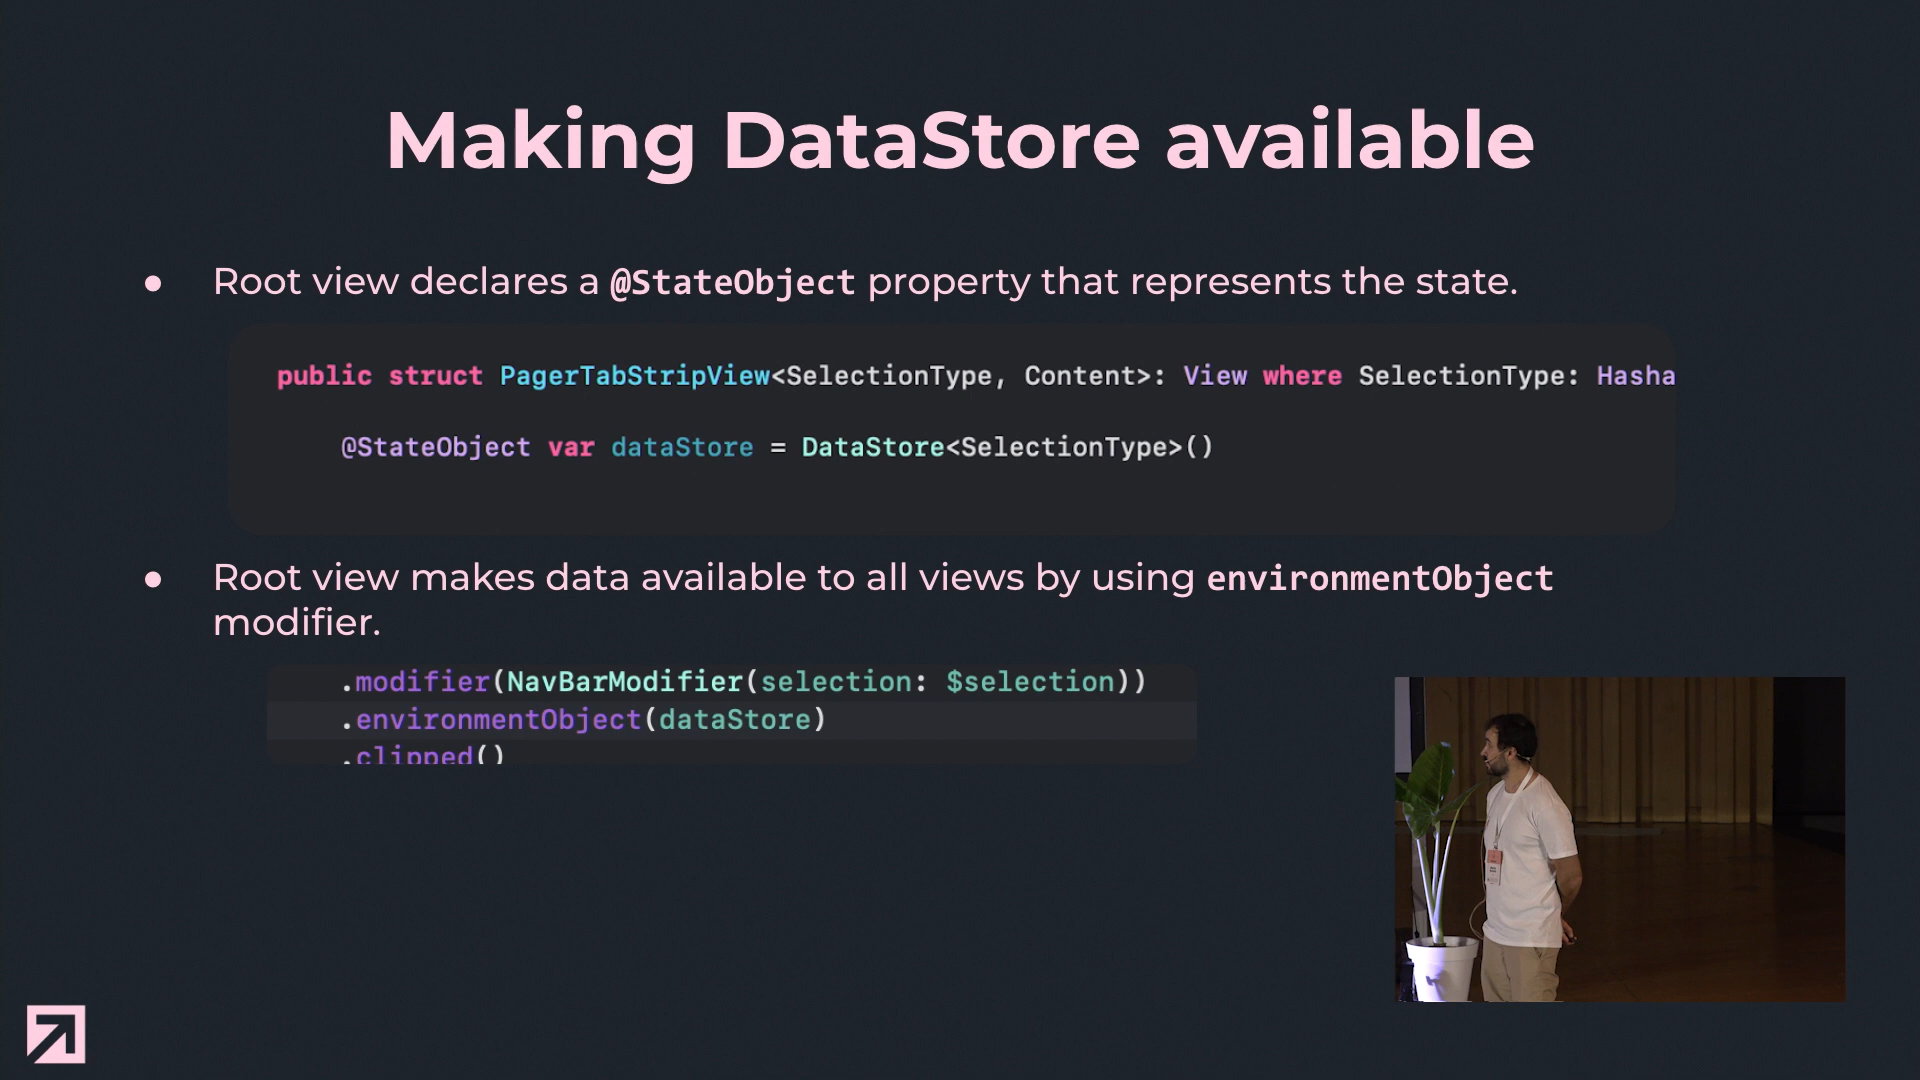 Making DataStore available
● Root view declares a @StateObject property that represents the state.
public struct PagerTabStripView<SelectionType, Content>: View where SelectionType: Hasha
@StateObject var dataStore = DataStore<SelectionType>()
● Root view makes data available to all views by using environmentObject
modifier.
.modifier(NavBarModifier(selection: $selection))
.environmentObject(dataStore)
.clipped()